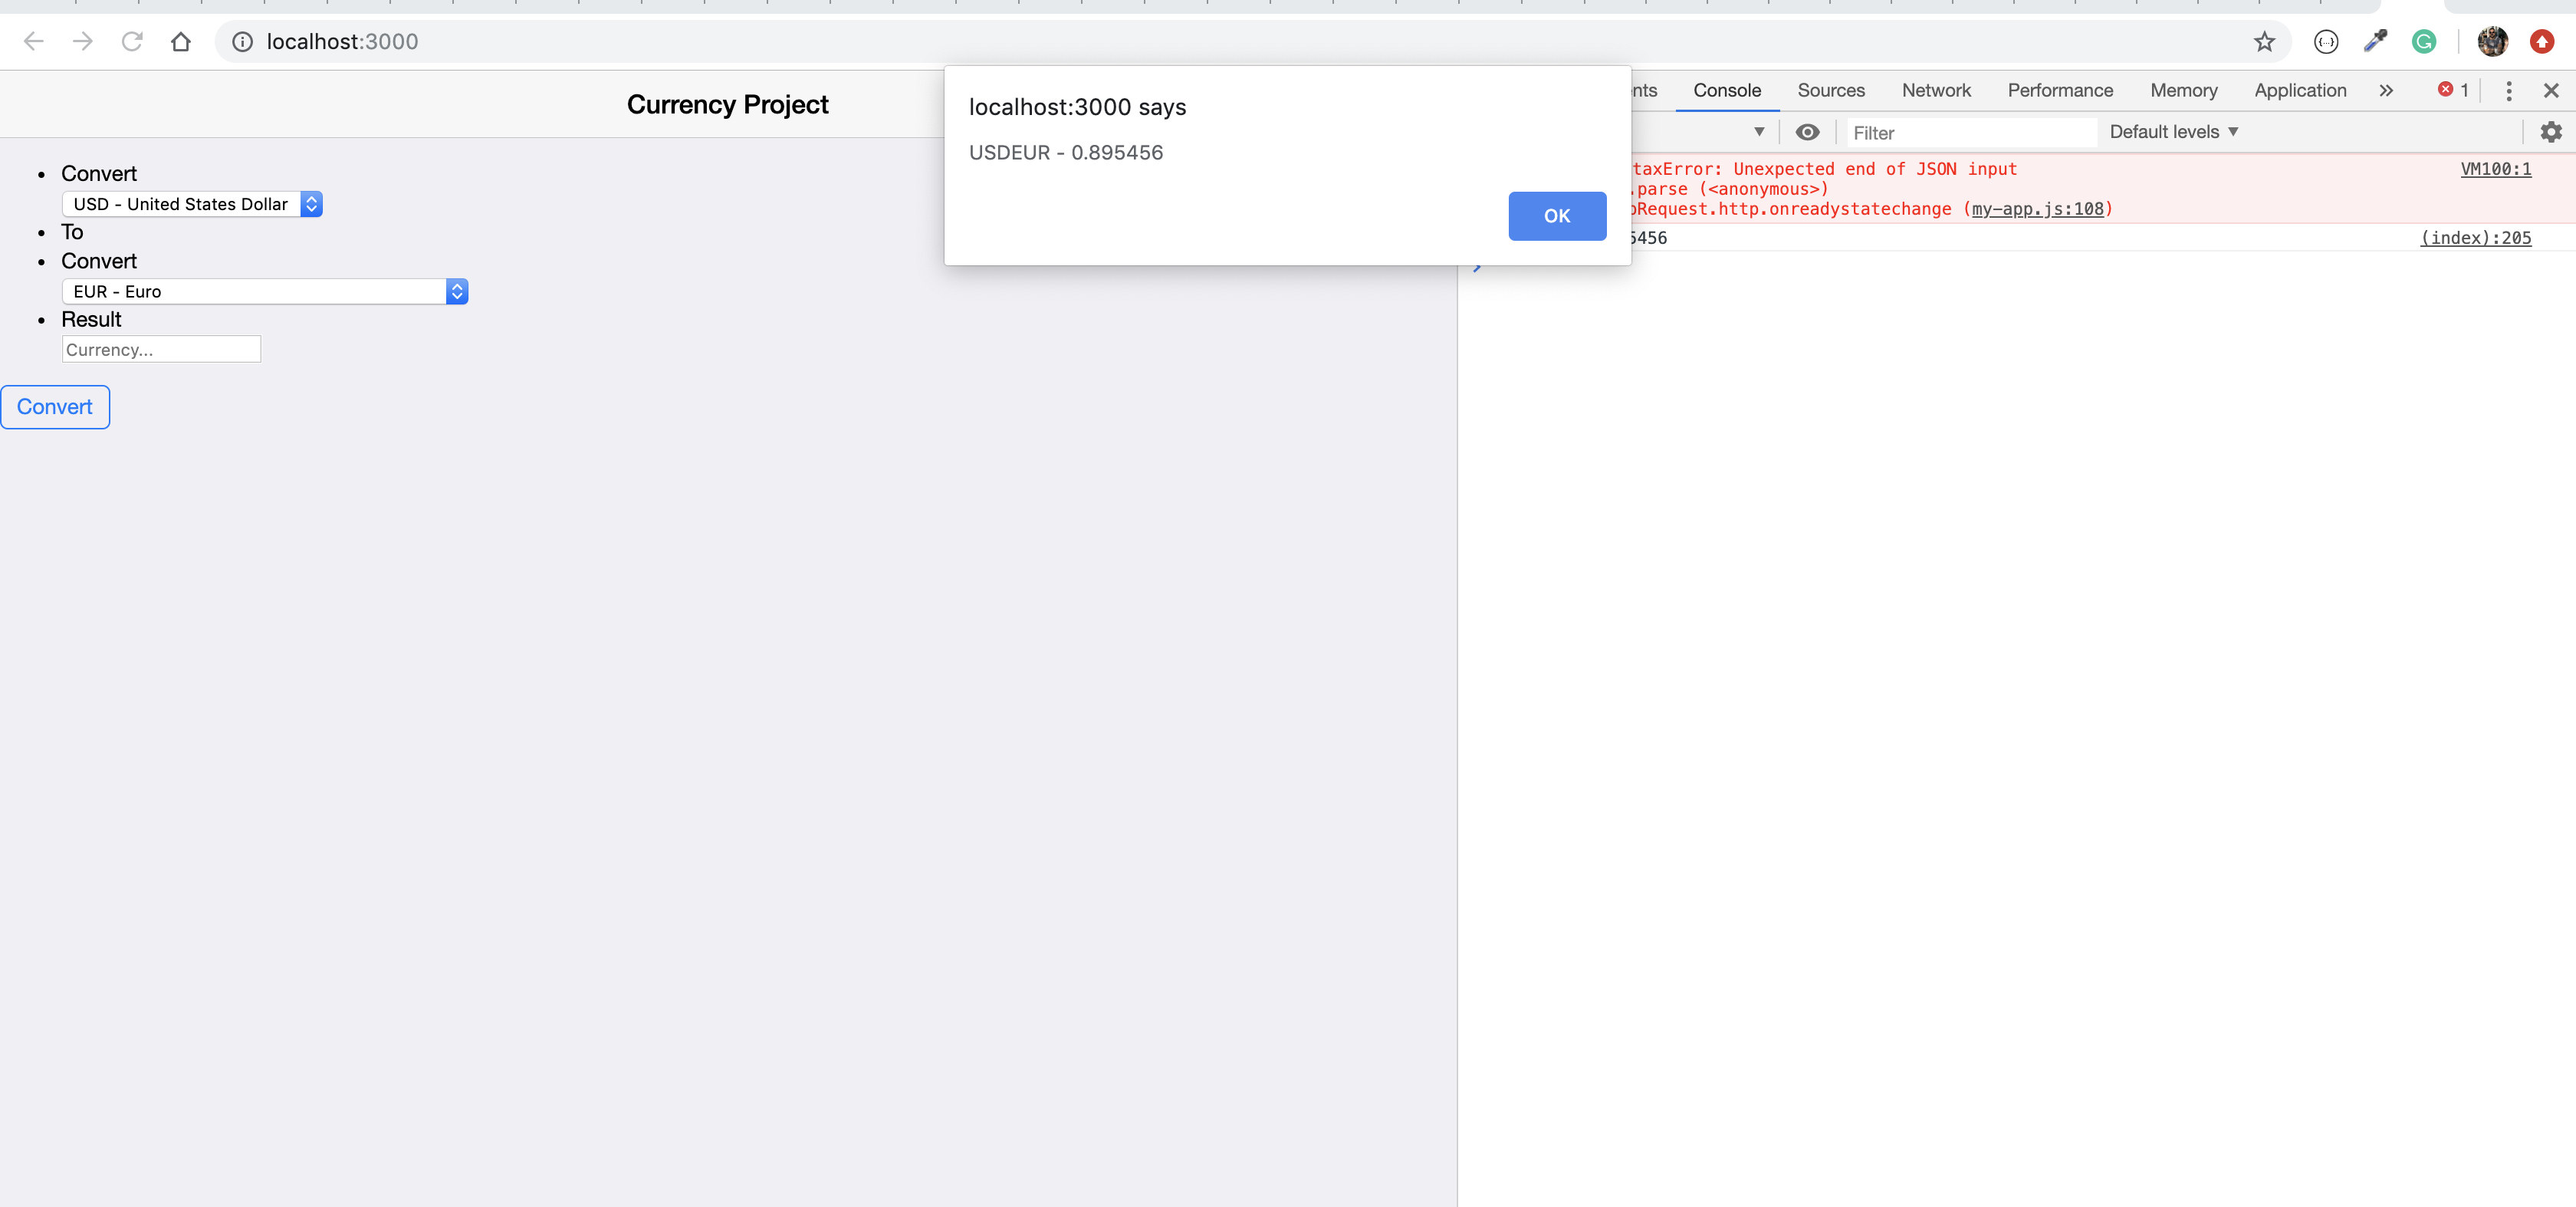 localhost:3000
Currency Project
Convert
USD - United States Dollar
To
Convert
EUR - Euro
Result
Currency...
Convert
localhost:3000 says
USDEUR - 0.895456
OK
nts Console Sources Network Performance Memory Application » 1
Filter Default levels ▼
taxError: Unexpected end of JSON input VM100:1
.parse (<anonymous>)
Request.http.onreadystatechange (my-app.js:108)
5456 (index):205